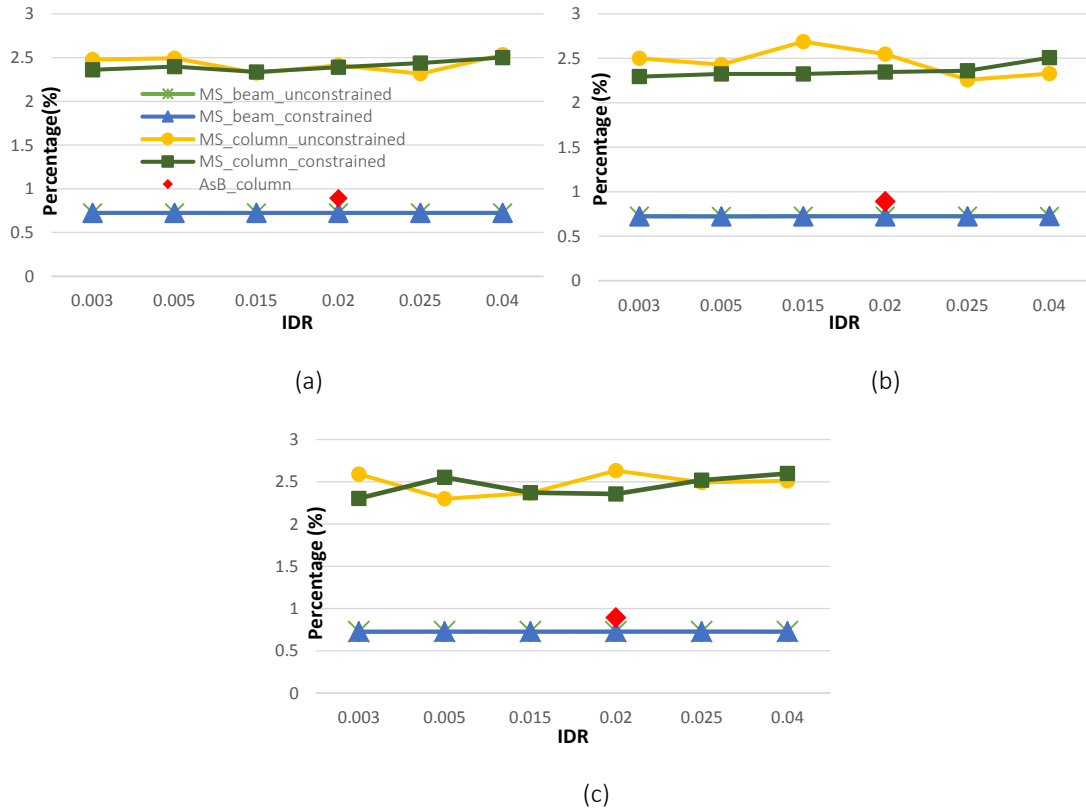 3
2.5
2
1.5
1
0.5
0
Percentage(%)
MS_beam_unconstrained
MS_beam_constrained
MS_column_unconstrained
MS_column_constrained
AsB_column
0.003 0.005 0.015 0.02 0.025 0.04
IDR
(a)
3
2.5
2
1.5
1
0.5
0
Percentage (%)
0.003 0.005 0.015 0.02 0.025 0.04
IDR
(b)
3
2.5
2
1.5
1
0.5
0
Percentage (%)
0.003 0.005 0.015 0.02 0.025 0.04
IDR
(c)